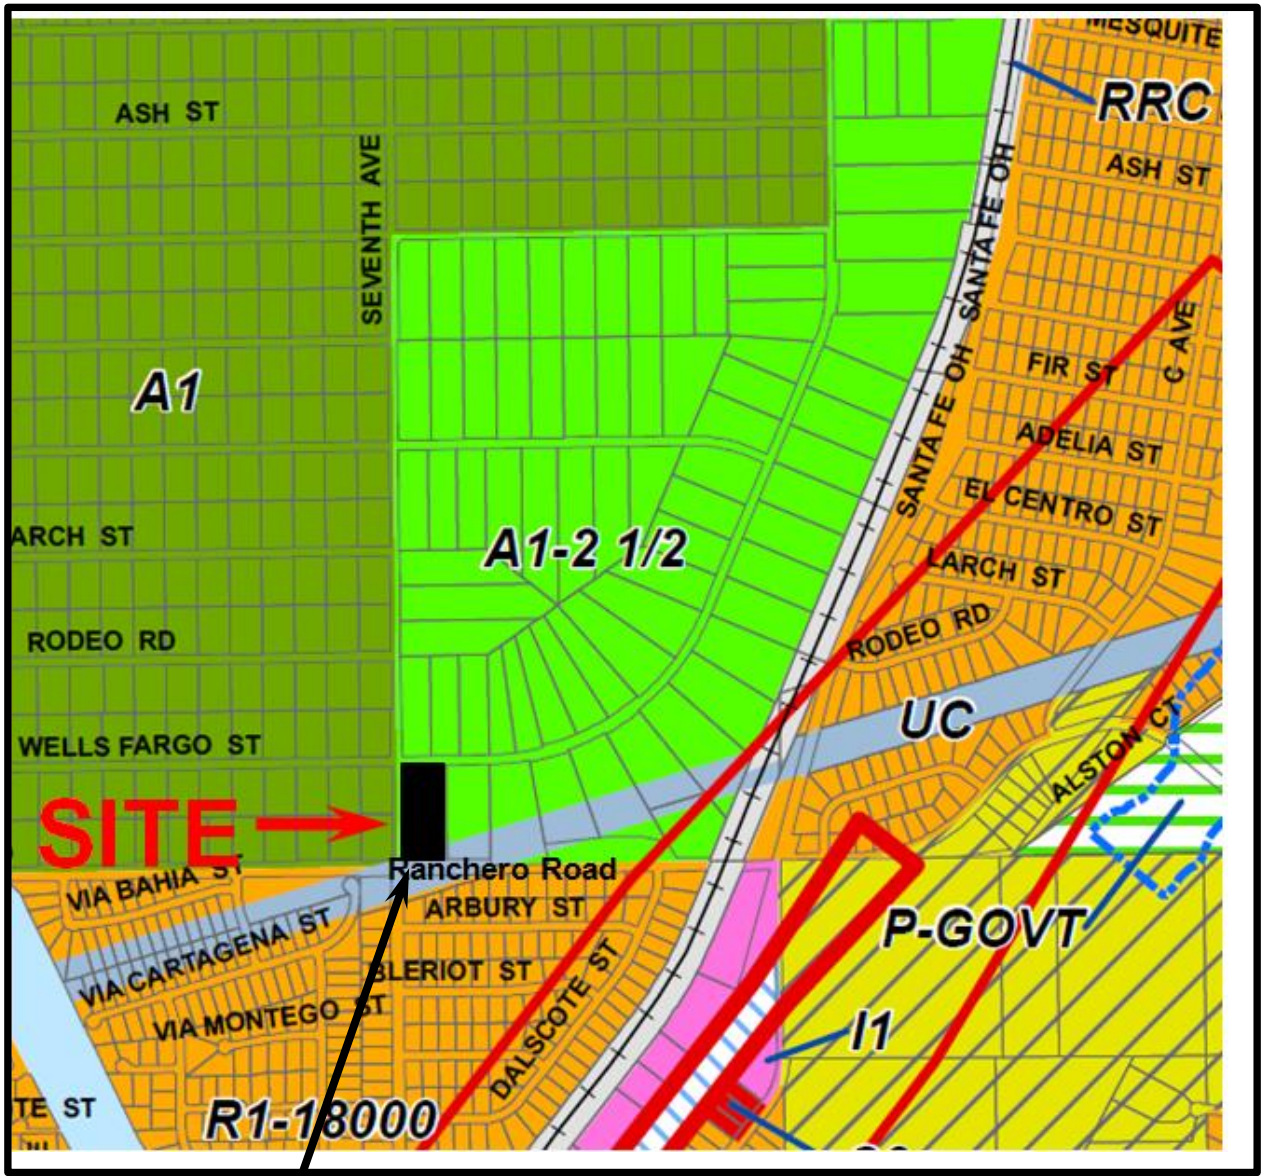 MESQUITE
RRC
ASH ST
ASH ST
SEVENTH AVE
SANTA FE OH
SANTA FE OH
C AVE
A1
FIR ST
ADELIA ST
EL CENTRO ST
ARCH ST
A1-2 1/2
LARCH ST
RODEO RD
RODEO RD
UC
WELLS FARGO ST
ALSTON CT
SITE
Ranchero Road
VIA BAHIA ST
ARBURY ST
P-GOVT
VIA CARTAGENA ST
BLERIOT ST
VIA MONTEGO ST
DALSCOTE ST
I1
TE ST
R1-18000